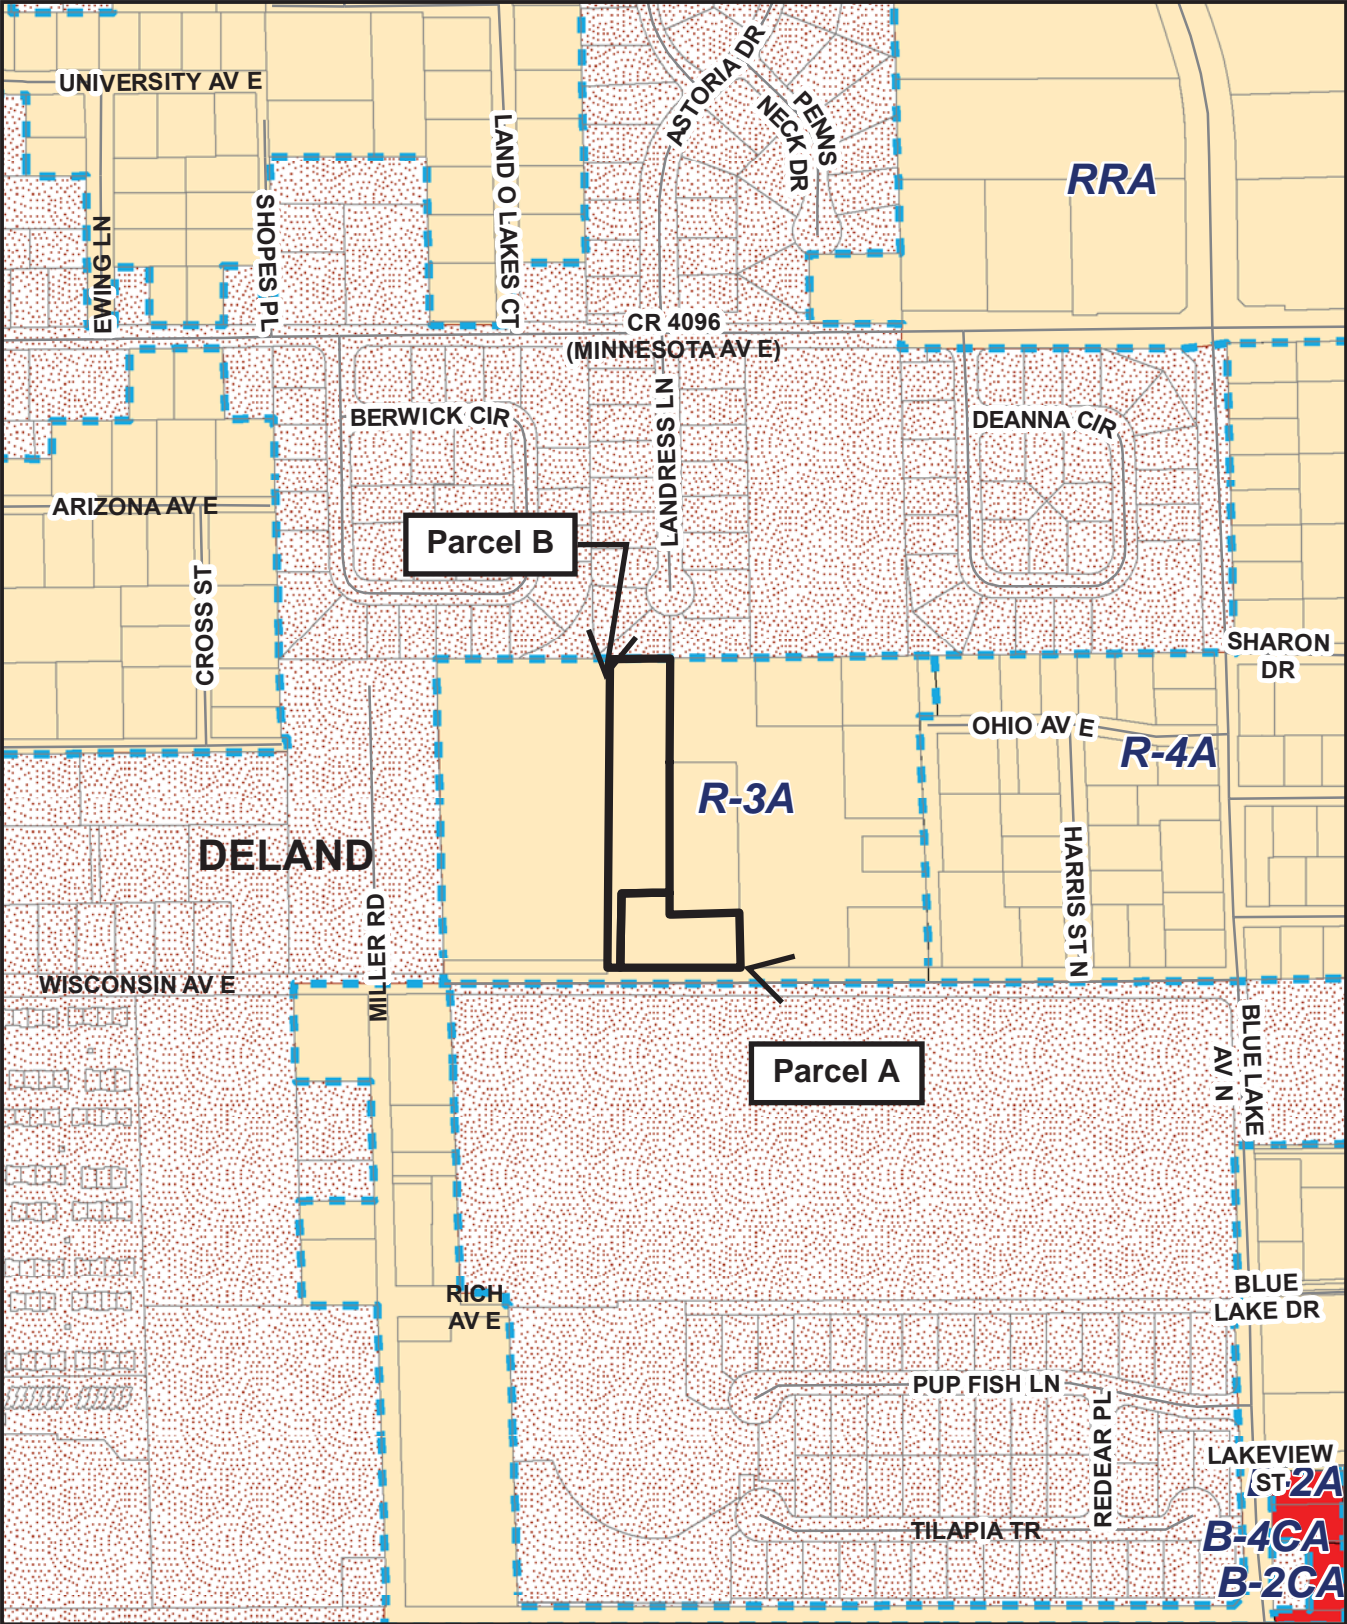 UNIVERSITY AV E
EWING LN
SHOPES PL
LAND O LAKES CT
ASTORIA DR
PENNS
NECK DR
RRA
CR 4096
(MINNESOTA AV E)
BERWICK CIR
LANDRESS LN
DEANNA CIR
ARIZONA AV E
CROSS ST
Parcel B
SHARON
DR
OHIO AV E
R-4A
R-3A
HARRIS ST N
DELAND
MILLER RD
WISCONSIN AV E
Parcel A
BLUE LAKE
AV N
RICH
AV E
BLUE
LAKE DR
PUP FISH LN
REDEAR PL
TILAPIA TR
LAKEVIEW
ST
-2A
B-4CA
B-2CA